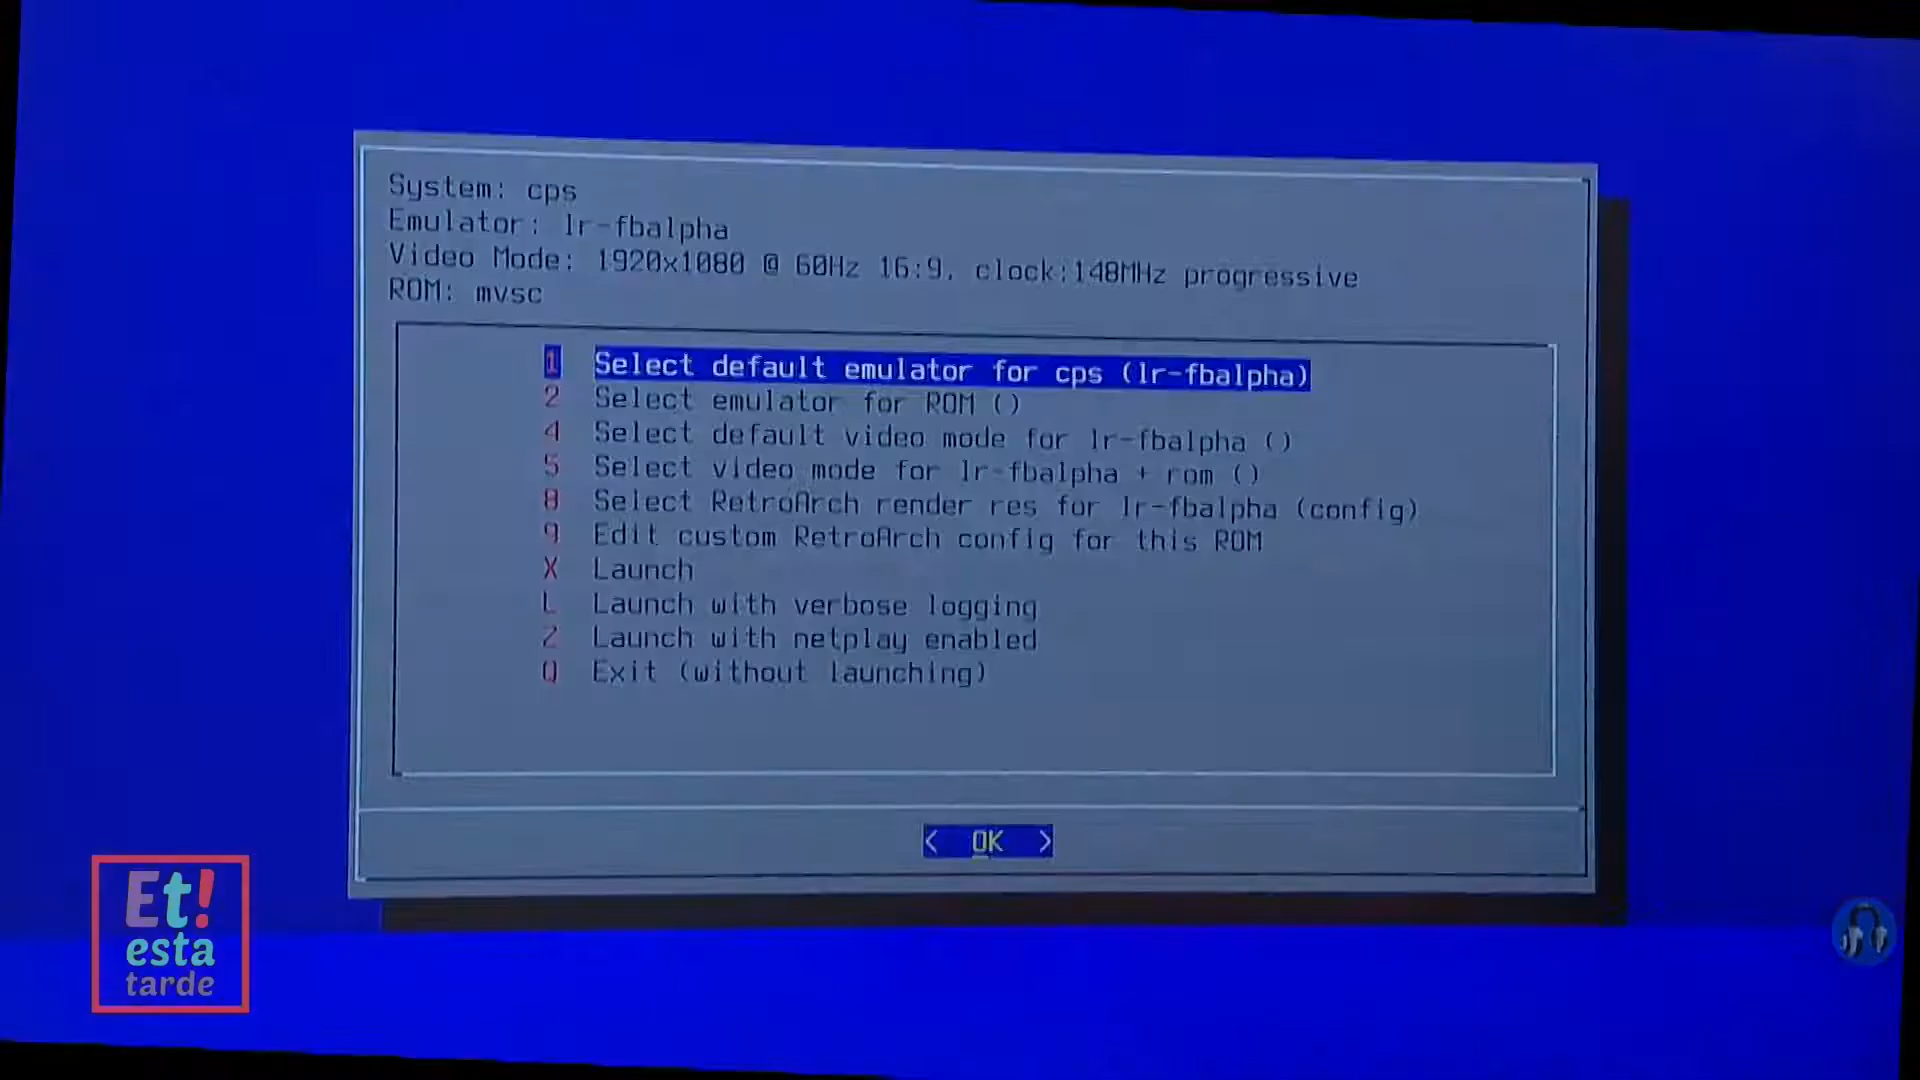 System: cps
Emulator: lr-fbalpha
Video Mode: 1920x1080 @ 60Hz 16:9, clock:148MHz progressive
ROM: mvsc
1 Select default emulator for cps (lr-fbalpha)
2 Select emulator for ROM ()
4 Select default video mode for lr-fbalpha ()
5 Select video mode for lr-fbalpha + rom ()
8 Select RetroArch render res for lr-fbalpha (config)
9 Edit custom RetroArch config for this ROM
X Launch
L Launch with verbose logging
Z Launch with netplay enabled
Q Exit (without launching)
< OK >
Et!
esta
tarde